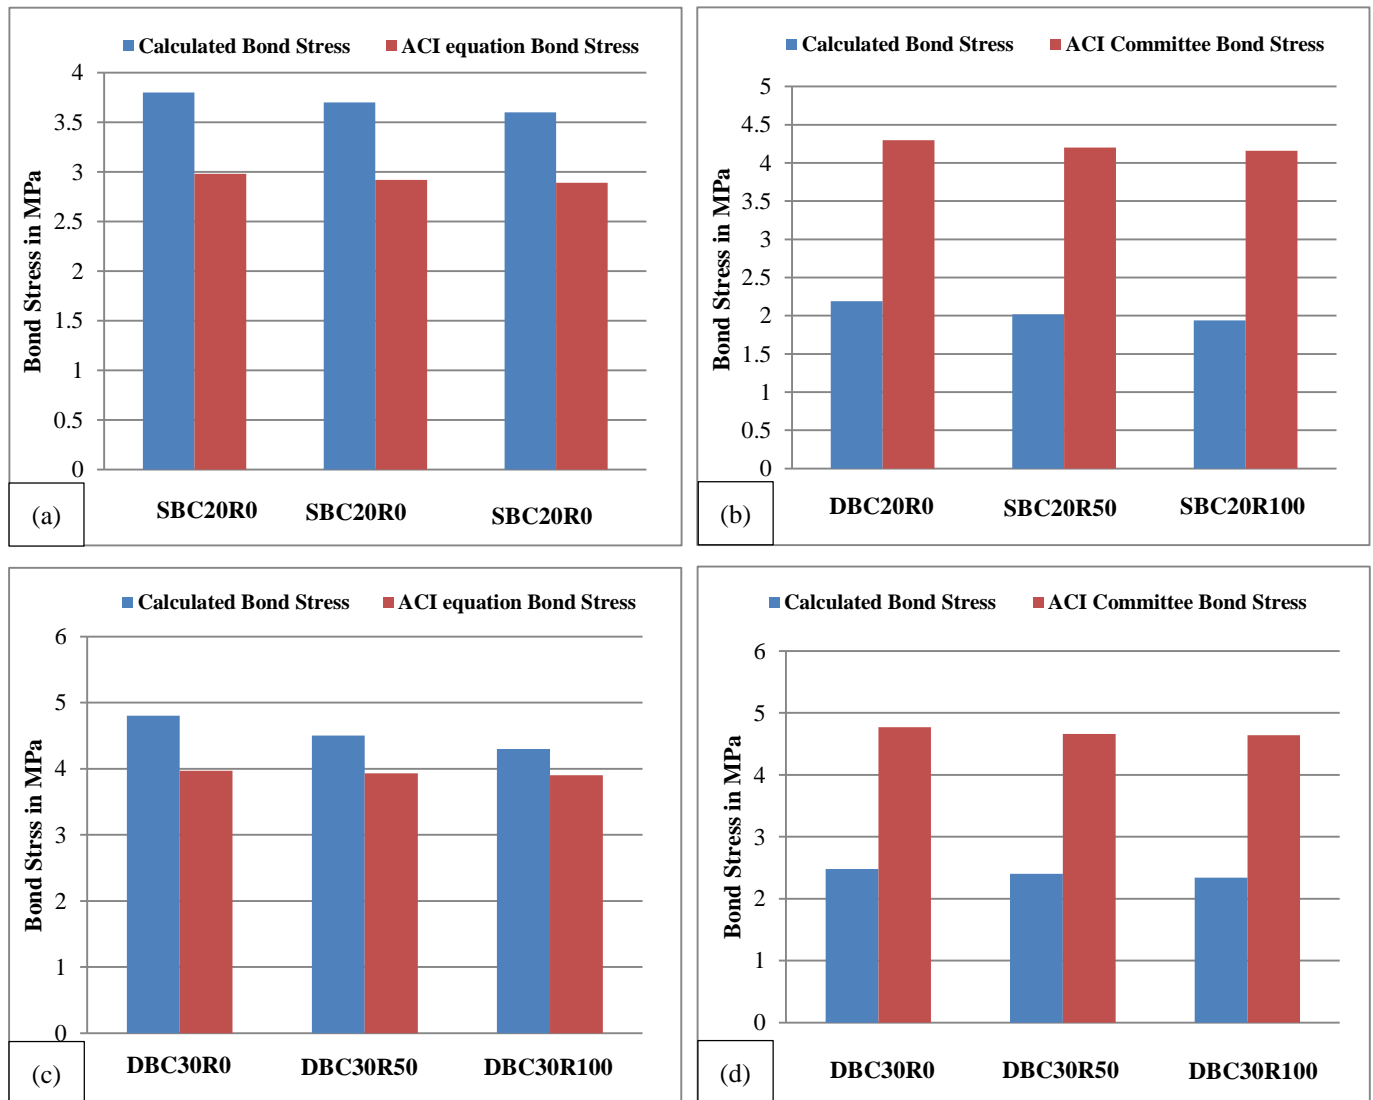 Calculated Bond Stress ACI equation Bond Stress
4
3.5
3
2.5
2
1.5
1
0.5
0
Bond Stress in MPa
SBC20R0 SBC20R0 SBC20R0
(a)
Calculated Bond Stress ACI Committee Bond Stress
5
4.5
4
3.5
3
2.5
2
1.5
1
0.5
0
Bond Stress in MPa
DBC20R0 SBC20R50 SBC20R100
(b)
Calculated Bond Stress ACI equation Bond Stress
6
5
4
3
2
1
0
Bond Strss in MPa
DBC30R0 DBC30R50 DBC30R100
(c)
Calculated Bond Stress ACI Committee Bond Stress
6
5
4
3
2
1
0
Bond Stress in MPa
DBC30R0 DBC30R50 DBC30R100
(d)